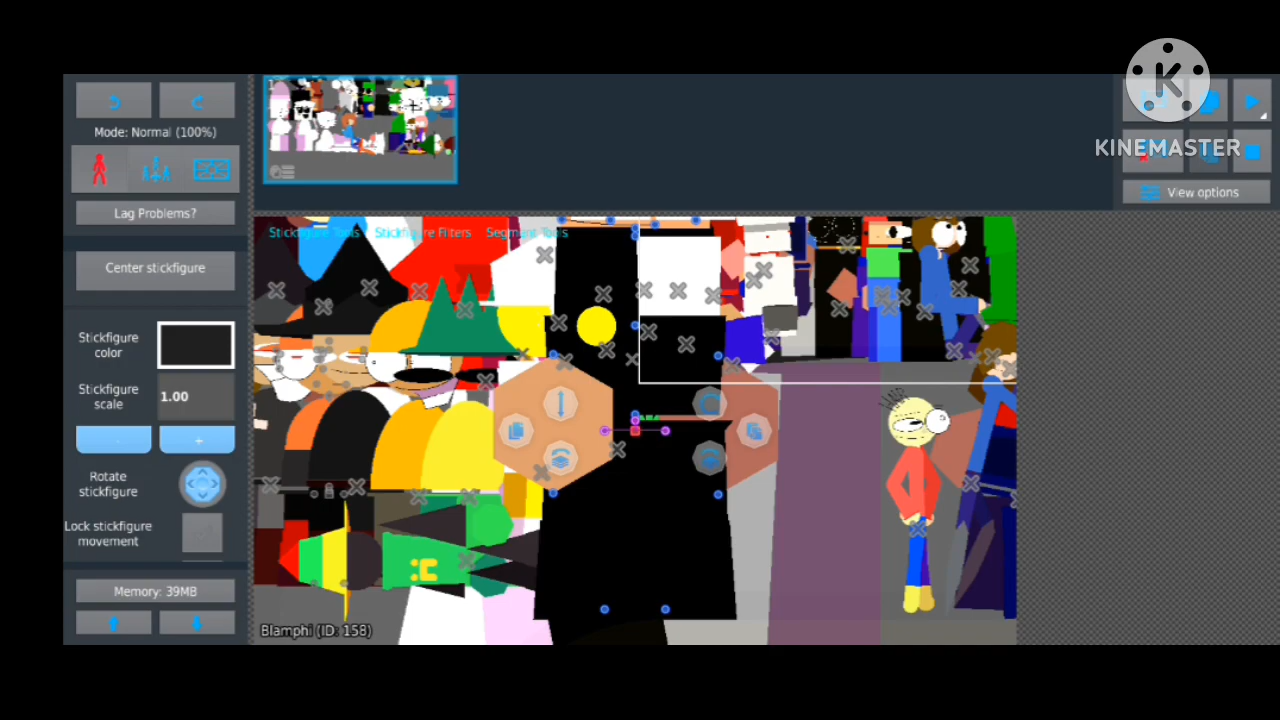 K
KINEMASTER
Mode: Normal (100%)
Lag Problems?
View options
Stickfigure Tools
Stickfigure Filters
Segment Tools
Center stickfigure
Stickfigure
color
Stickfigure
scale
1.00
-
+
Rotate
stickfigure
Lock stickfigure
movement
Memory: 39MB
Blamphi (ID: 158)